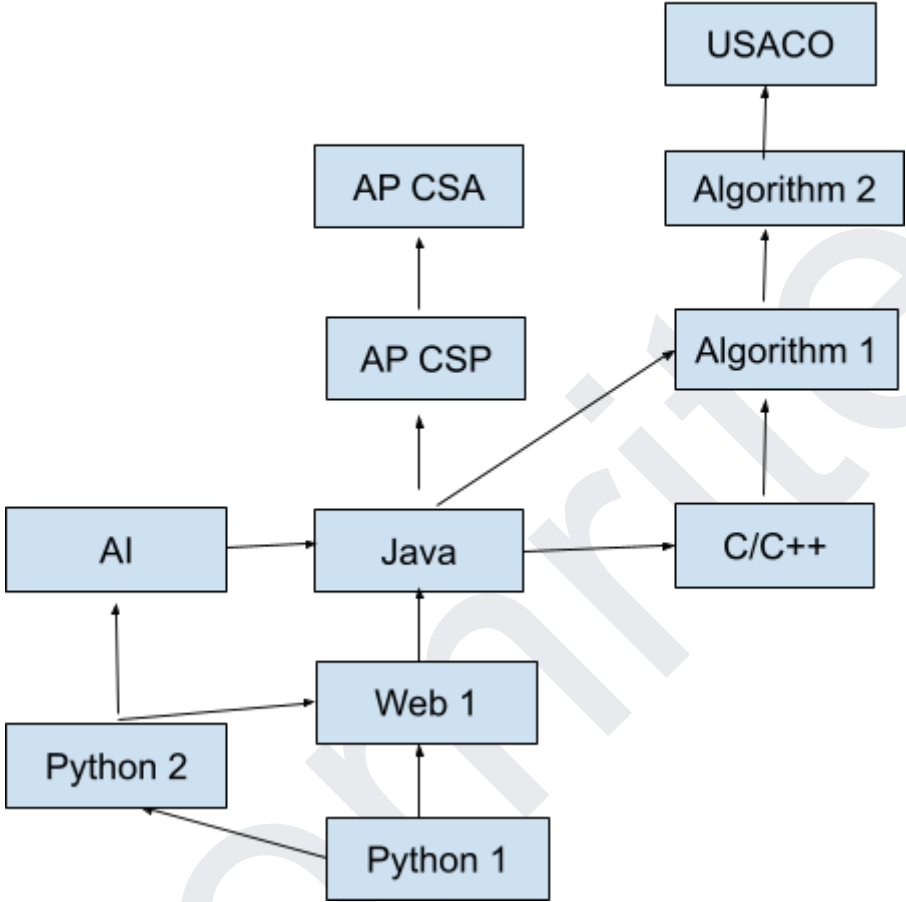 USACO
AP CSA
Algorithm 2
AP CSP
Algorithm 1
AI
Java
C/C++
Web 1
Python 2
Python 1